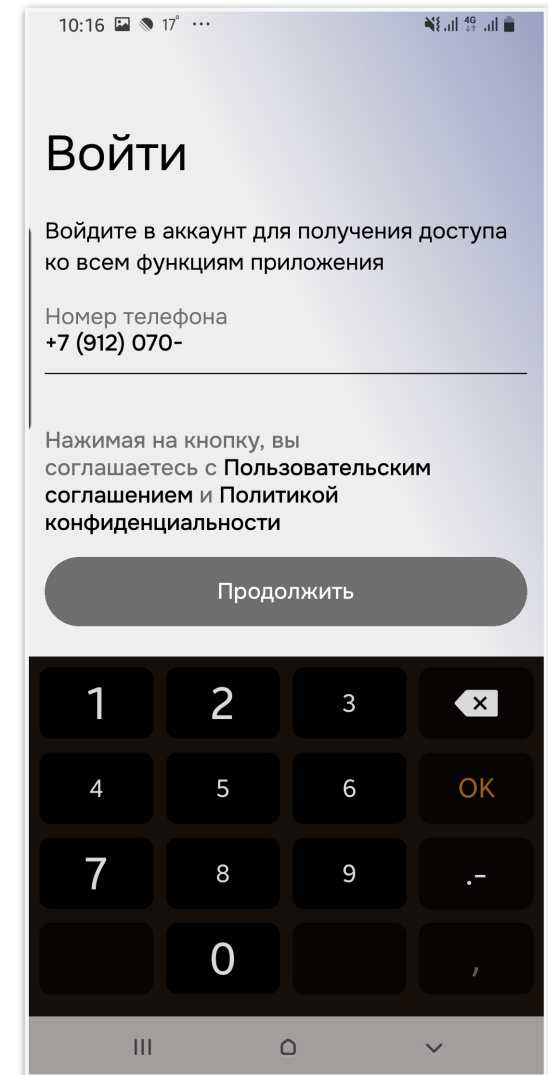 10:16 17° ...
4G
Войти
Войдите в аккаунт для получения доступа
ко всем функциям приложения
Номер телефона
+7 (912) 070-
Нажимая на кнопку, вы
соглашаетесь с Пользовательским
соглашением и Политикой
конфиденциальности
Продолжить
1 2 3
4 5 6 OK
7 8 9 .-
0 ,